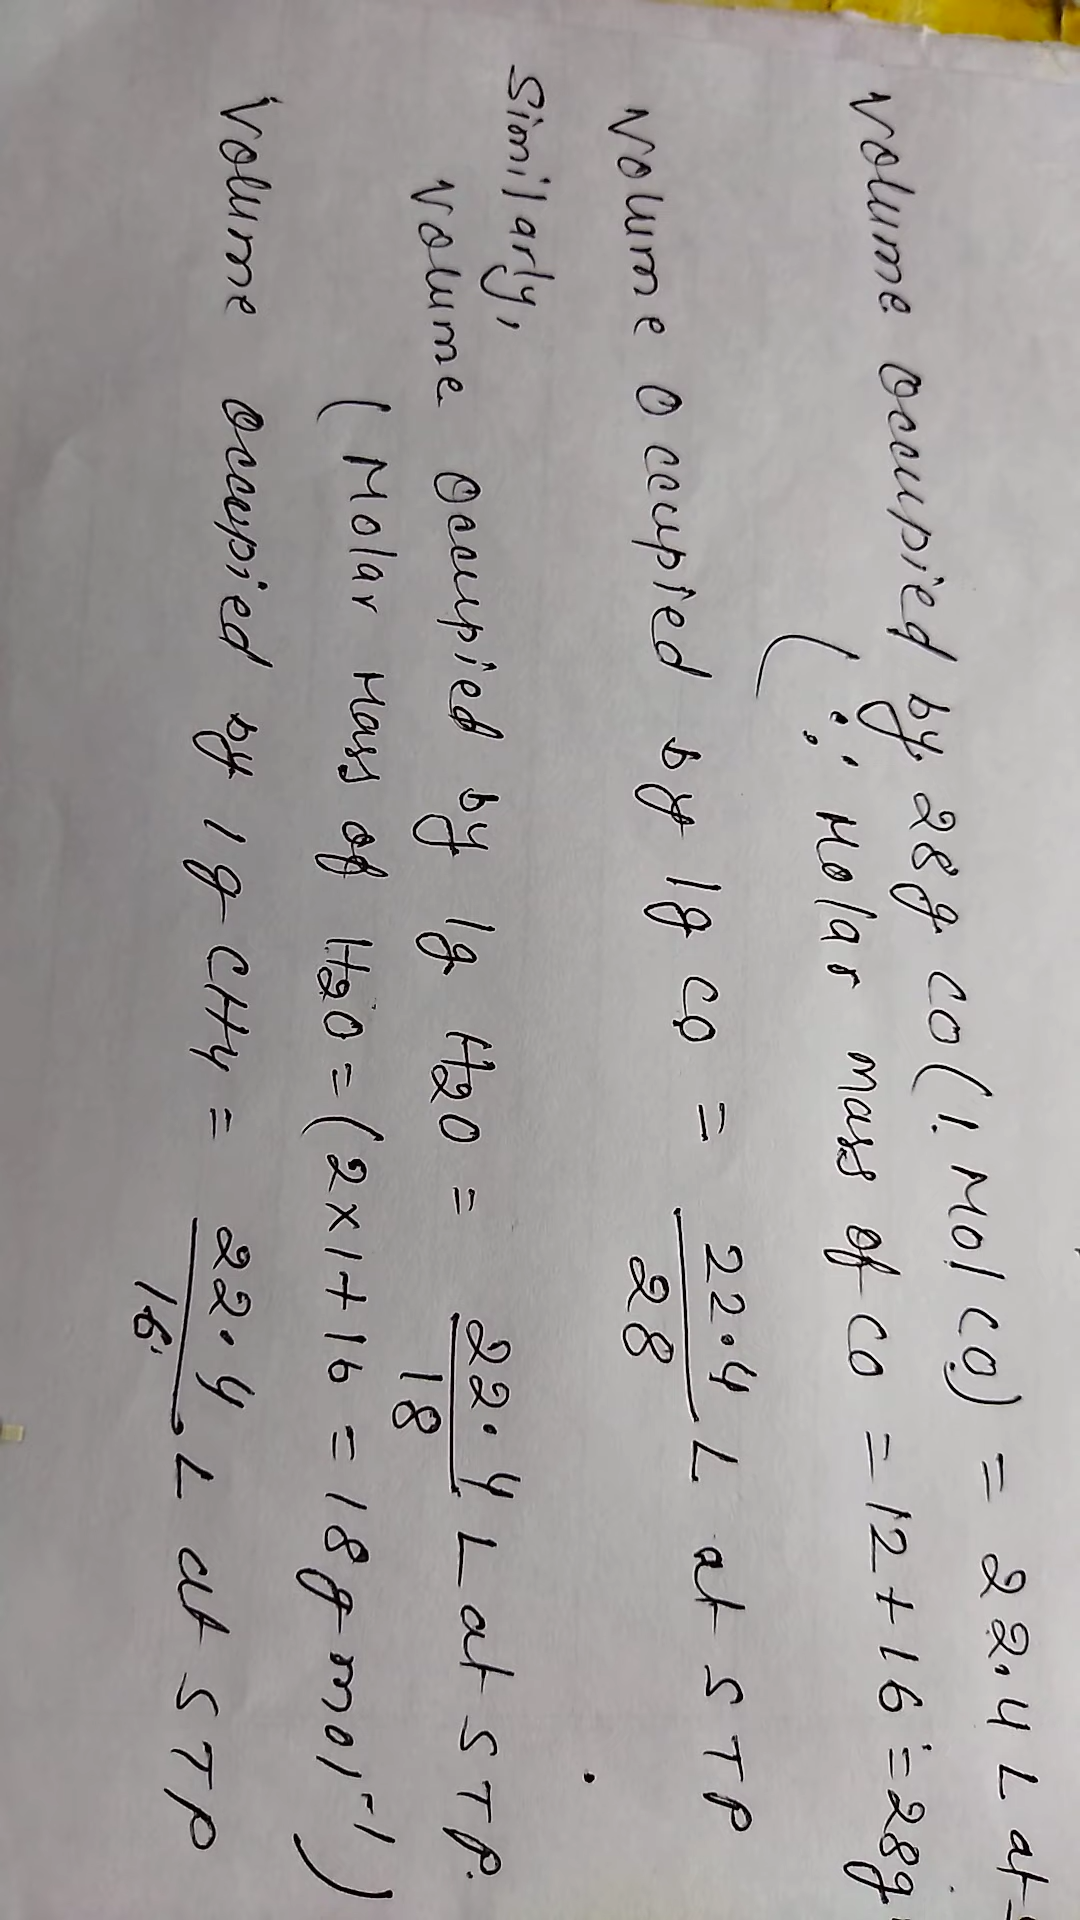 Volume occupied by 28g CO (1 Mol CO) = 22.4 L at
(∵ Molar mass of CO = 12 + 16 = 28g
Volume Occupied by 1g CO = 22.4/28 L at STP
Similarly,
Volume Occupied by 1g H2O = 22.4/18 L at STP.
(Molar Mass of H2O = (2×1+16 = 18g mol⁻¹)
Volume Occupied by 1g CH4 = 22.4/16 L at STP